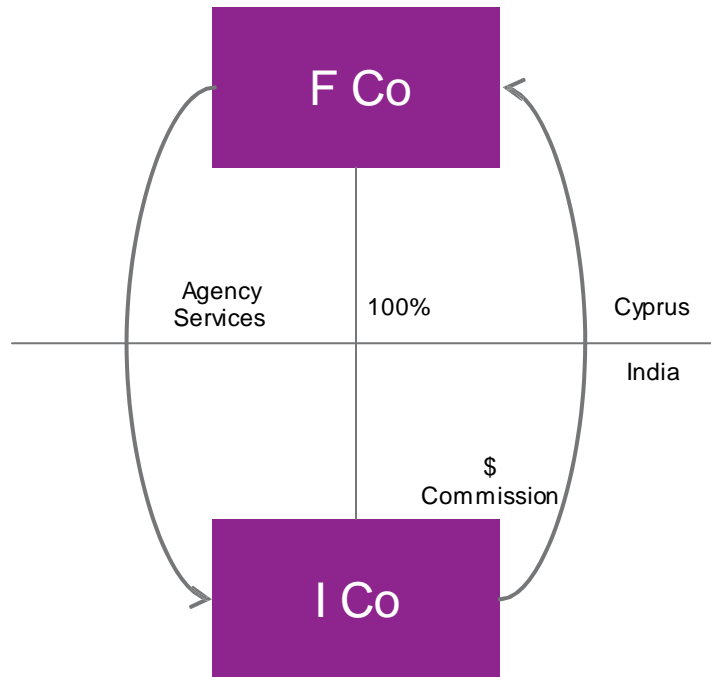 F Co
Agency
Services
100%
Cyprus
India
$
Commission
I Co